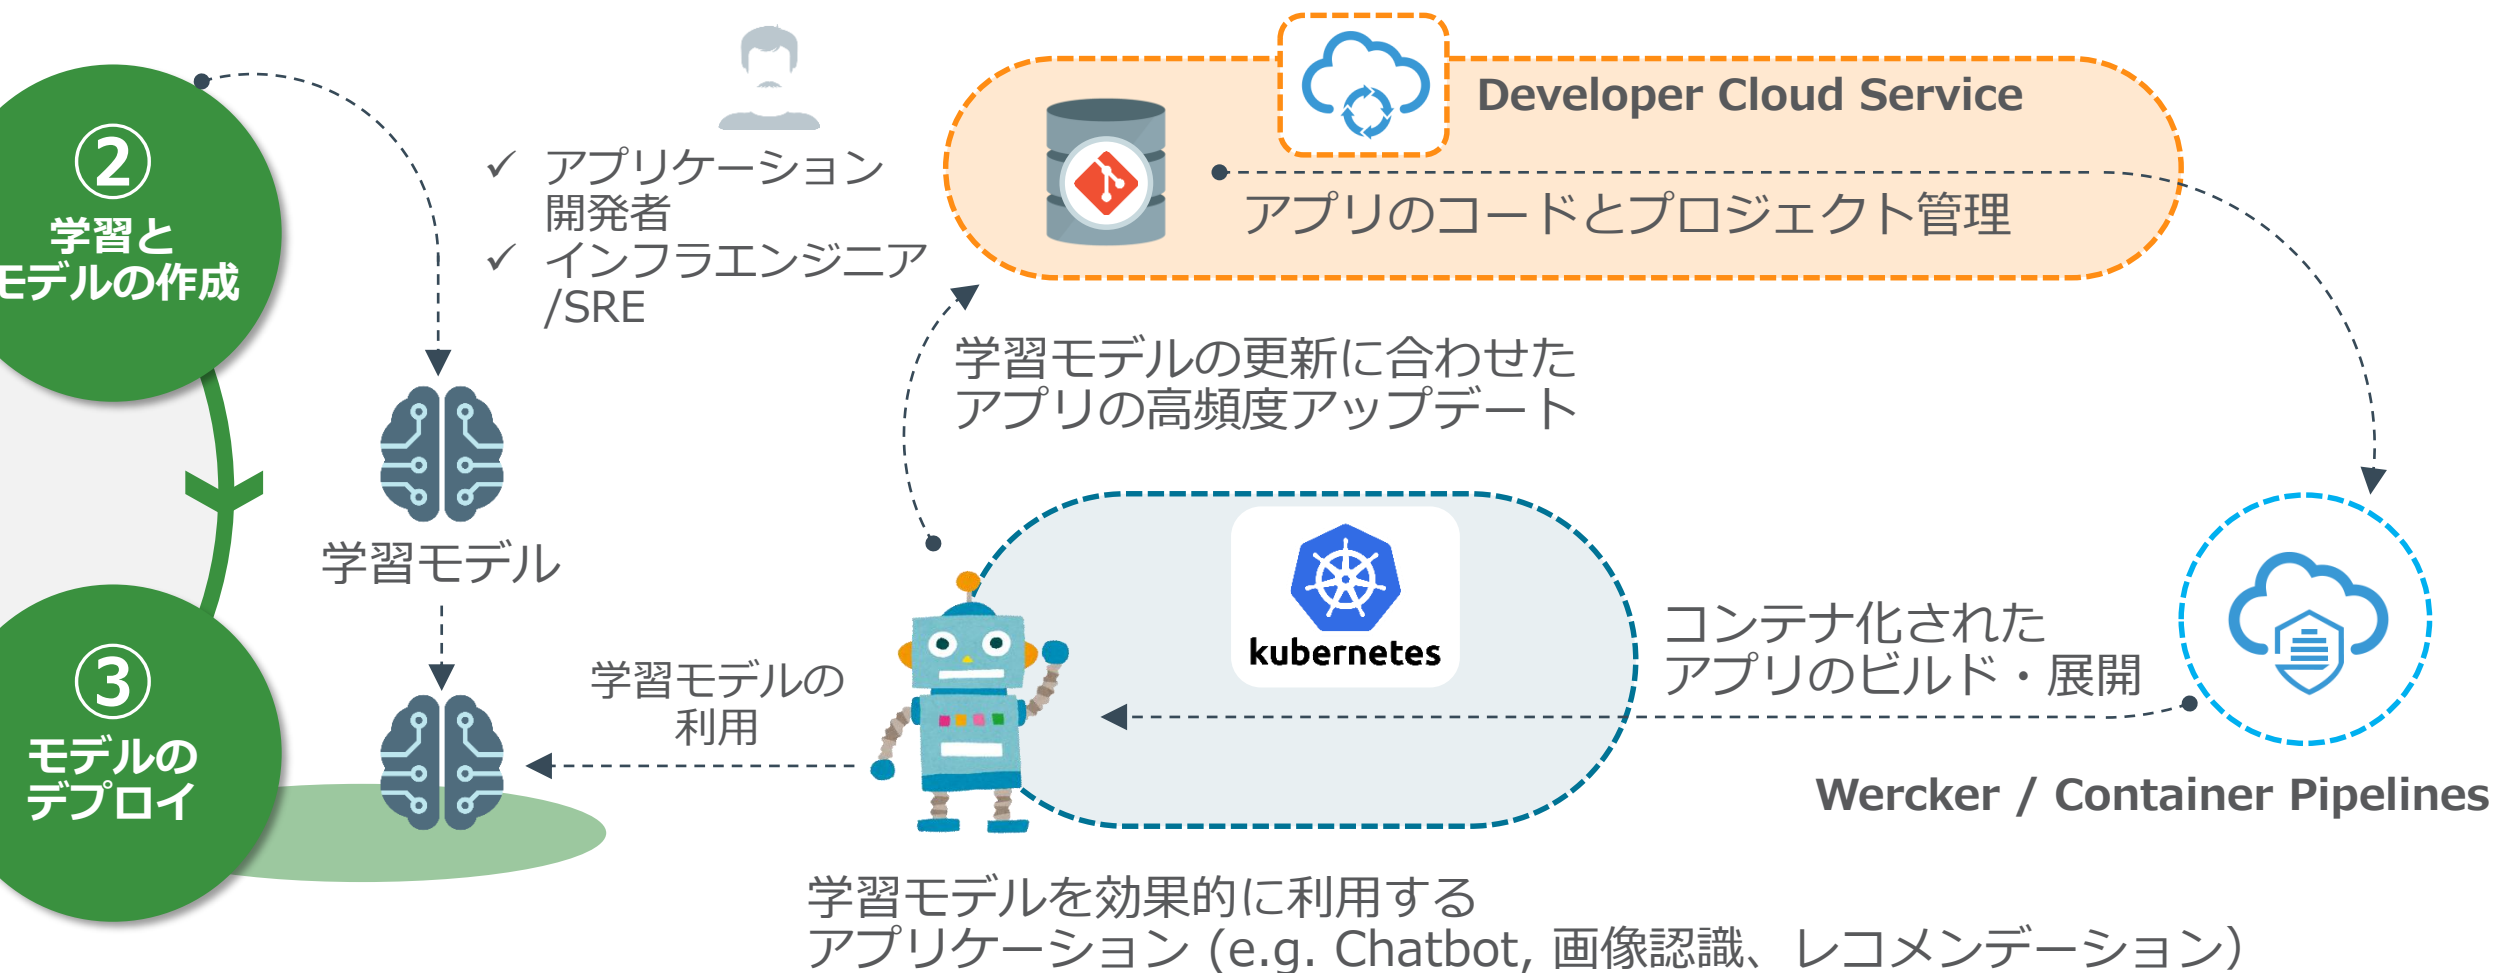 ②
学習と
モデルの作成
✓ アプリケーション
開発者
✓ インフラエンジニア
/SRE
Developer Cloud Service
アプリのコードとプロジェクト管理
学習モデルの更新に合わせた
アプリの高頻度アップデート
学習モデル
kubernetes
コンテナ化された
アプリのビルド・展開
③
モデルの
デプロイ
学習モデルの
利用
Wercker / Container Pipelines
学習モデルを効果的に利用する
アプリケーション（e.g. Chatbot, 画像認識、レコメンデーション）